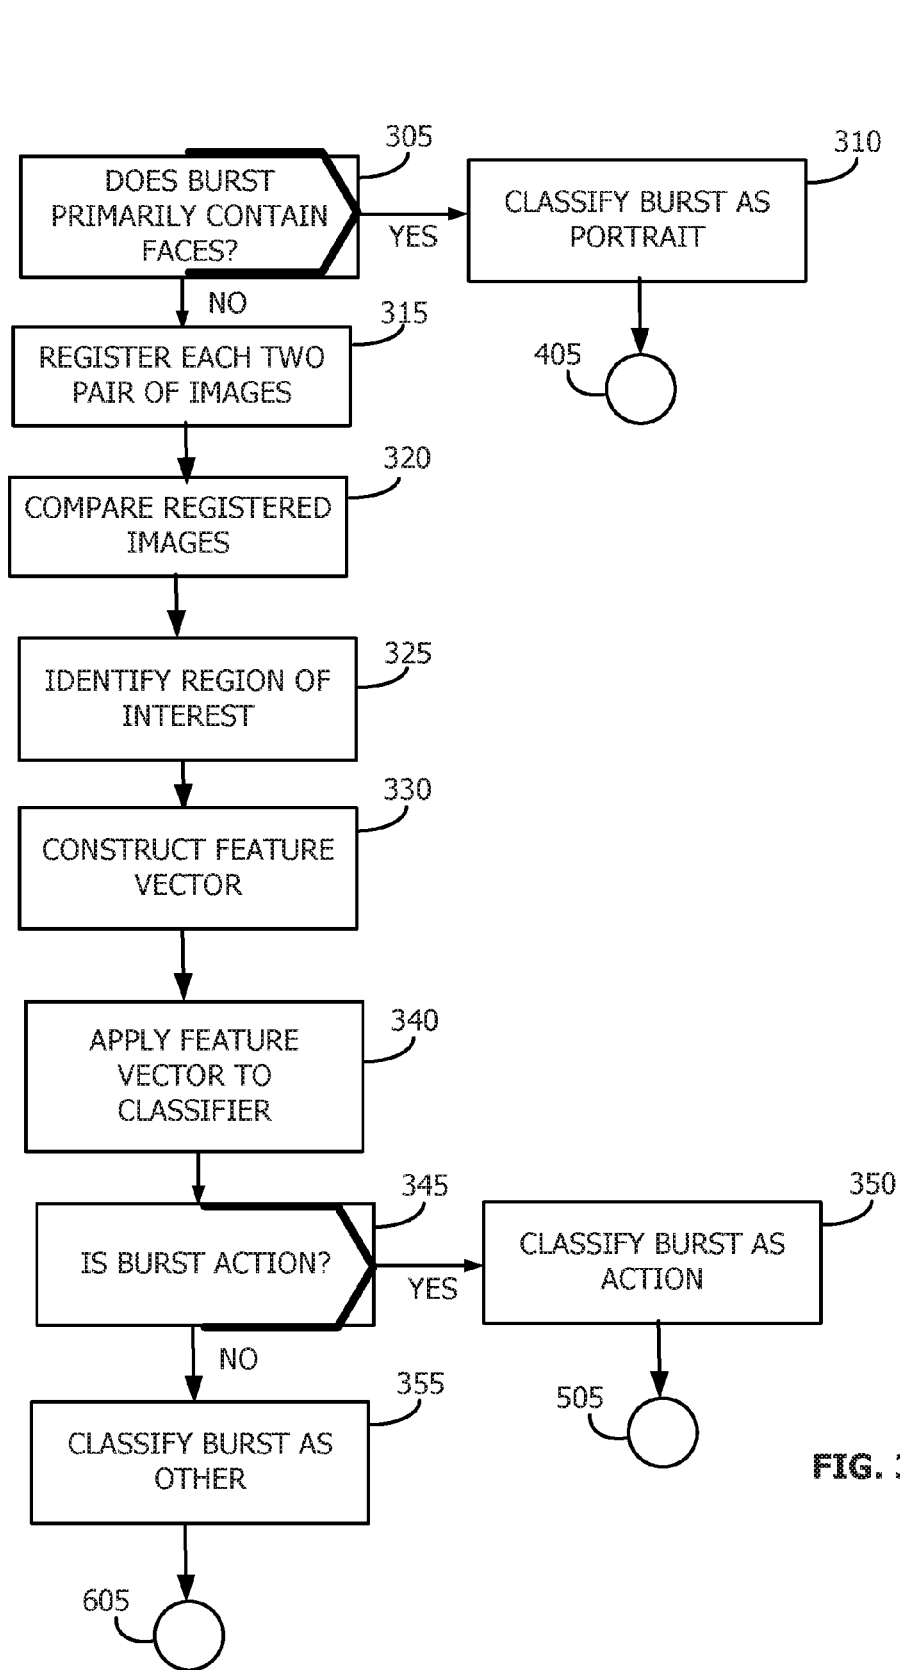 305
DOES BURST
PRIMARILY CONTAIN
FACES?
YES
310
CLASSIFY BURST AS
PORTRAIT
405
NO
315
REGISTER EACH TWO
PAIR OF IMAGES
320
COMPARE REGISTERED
IMAGES
325
IDENTIFY REGION OF
INTEREST
330
CONSTRUCT FEATURE
VECTOR
340
APPLY FEATURE
VECTOR TO
CLASSIFIER
345
IS BURST ACTION?
YES
350
CLASSIFY BURST AS
ACTION
505
NO
355
CLASSIFY BURST AS
OTHER
605
FIG.